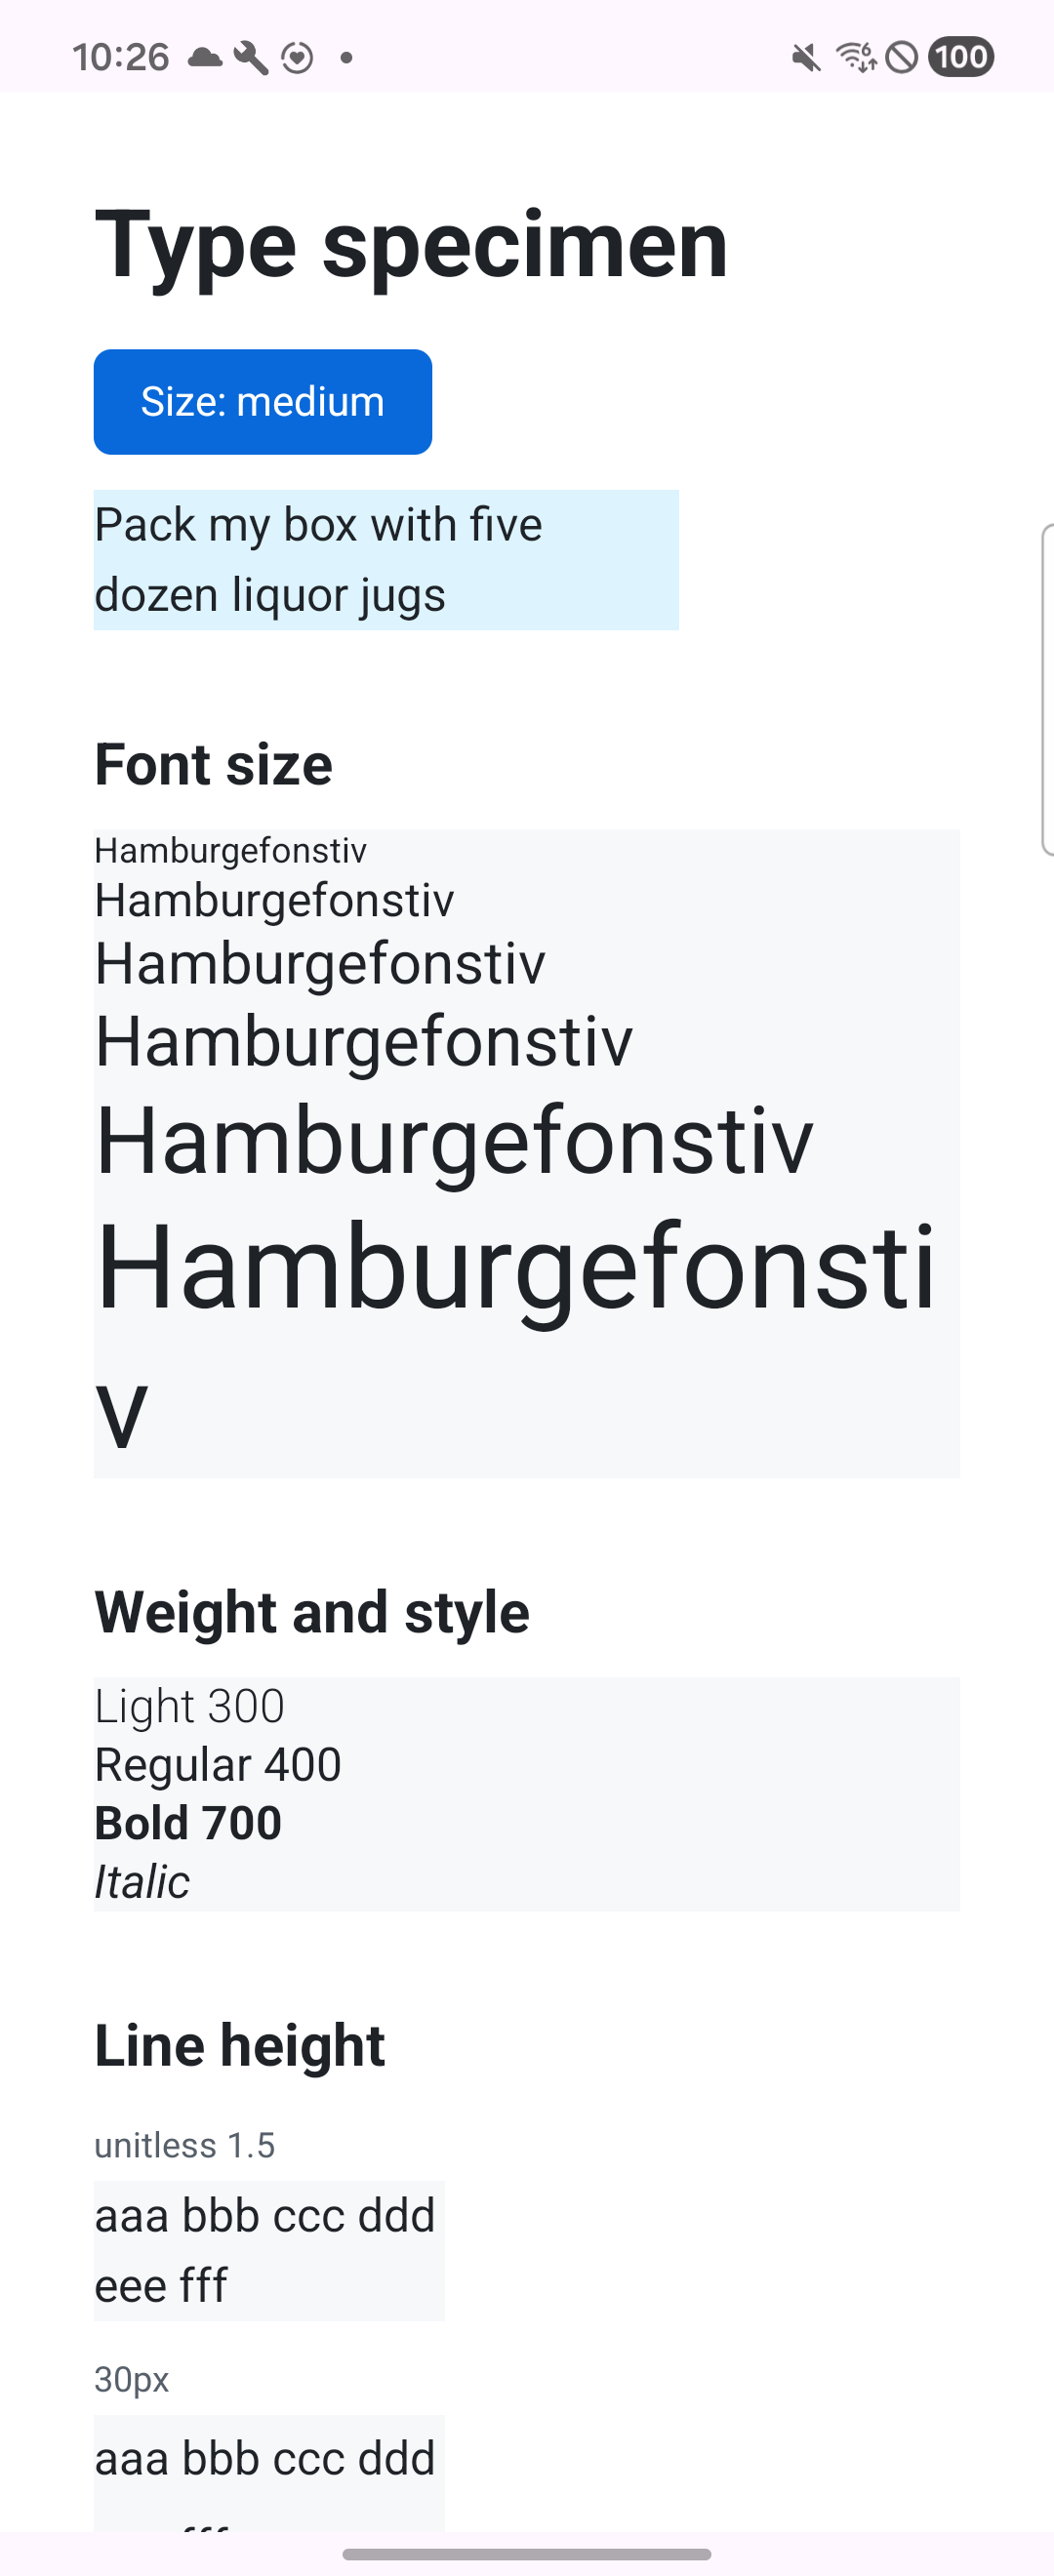 10:26
6
100
Type specimen
Size: medium
Pack my box with five
dozen liquor jugs
Font size
Hamburgefonstiv
Hamburgefonstiv
Hamburgefonstiv
Hamburgefonstiv
Hamburgefonstiv
Hamburgefonsti
v
Weight and style
Light 300
Regular 400
Bold 700
Italic
Line height
unitless 1.5
aaa bbb ccc ddd
eee fff
30px
aaa bbb ccc ddd